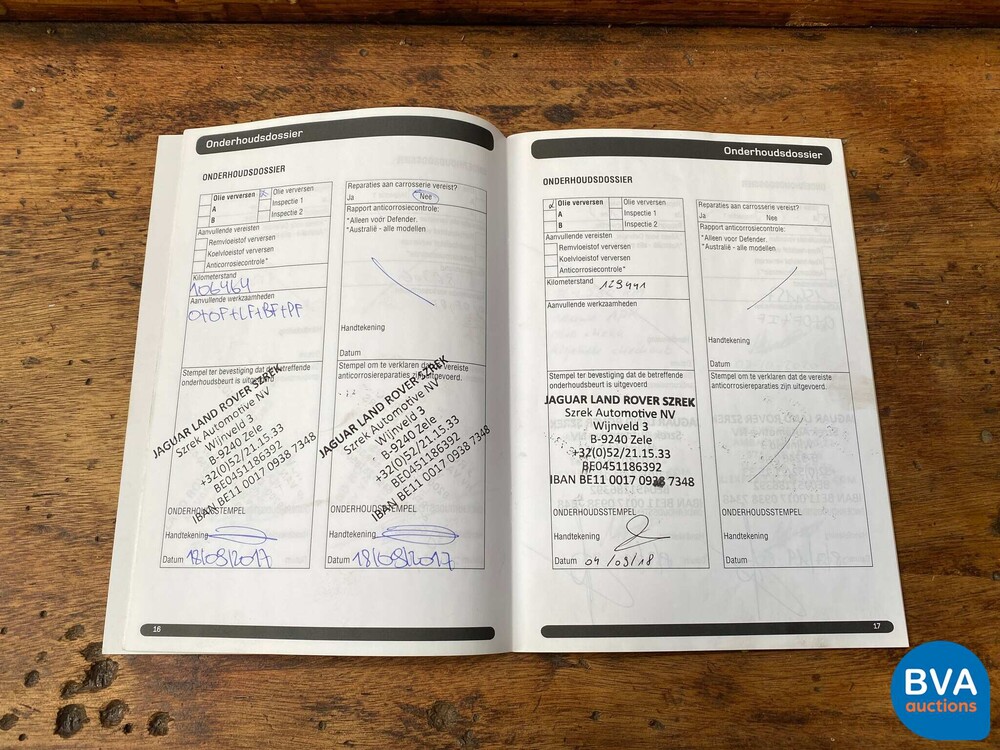 Onderhoudsdossier
ONDERHOUDSDOSSIER
Olie verversen
A
B
Olie verversen
Inspectie 1
Inspectie 2
Aanvullende vereisten
Remvloeistof verversen
Koelvloeistof verversen
Anticorrosiecontrole*
Kilometerstand
106464
Aanvullende werkzaamheden
O+OF+LF+BF+PF
Stempel ter bevestiging dat de betreffende
onderhoudsbeurt is uitgevoerd
JAGUAR LAND ROVER SZREK
Szrek Automotive NV
Wijnveld 3
B-9240 Zele
+32(0)52/21.15.33
BE0451186392
IBAN BE11 0017 0938 7348
ONDERHOUDSSTEMPEL
Handtekening
Datum 18/08/2017
Reparaties aan carrosserie vereist?
Ja Nee
Rapport anticorrosiecontrole:
*Alleen voor Defender.
*Australië - alle modellen
Handtekening
Datum
Stempel om te verklaren dat de vereiste
anticorrosiereparaties zijn uitgevoerd.
JAGUAR LAND ROVER SZREK
Szrek Automotive NV
Wijnveld 3
B-9240 Zele
+32(0)52/21.15.33
BE0451186392
IBAN BE11 0017 0938 7348
ONDERHOUDSSTEMPEL
Handtekening
Datum 18/08/2017
16
Onderhoudsdossier
ONDERHOUDSDOSSIER
Olie verversen
A
B
Olie verversen
Inspectie 1
Inspectie 2
Aanvullende vereisten
Remvloeistof verversen
Koelvloeistof verversen
Anticorrosiecontrole*
Kilometerstand 129441
Aanvullende werkzaamheden
Stempel ter bevestiging dat de betreffende
onderhoudsbeurt is uitgevoerd
JAGUAR LAND ROVER SZREK
Szrek Automotive NV
Wijnveld 3
B-9240 Zele
+32(0)52/21.15.33
BE0451186392
IBAN BE11 0017 0938 7348
ONDERHOUDSSTEMPEL
Handtekening
Datum 04/09/18
Reparaties aan carrosserie vereist?
Ja Nee
Rapport anticorrosiecontrole:
*Alleen voor Defender.
*Australië - alle modellen
Handtekening
Datum
Stempel om te verklaren dat de vereiste
anticorrosiereparaties zijn uitgevoerd.
ONDERHOUDSSTEMPEL
Handtekening
Datum
17
BVA
auctions